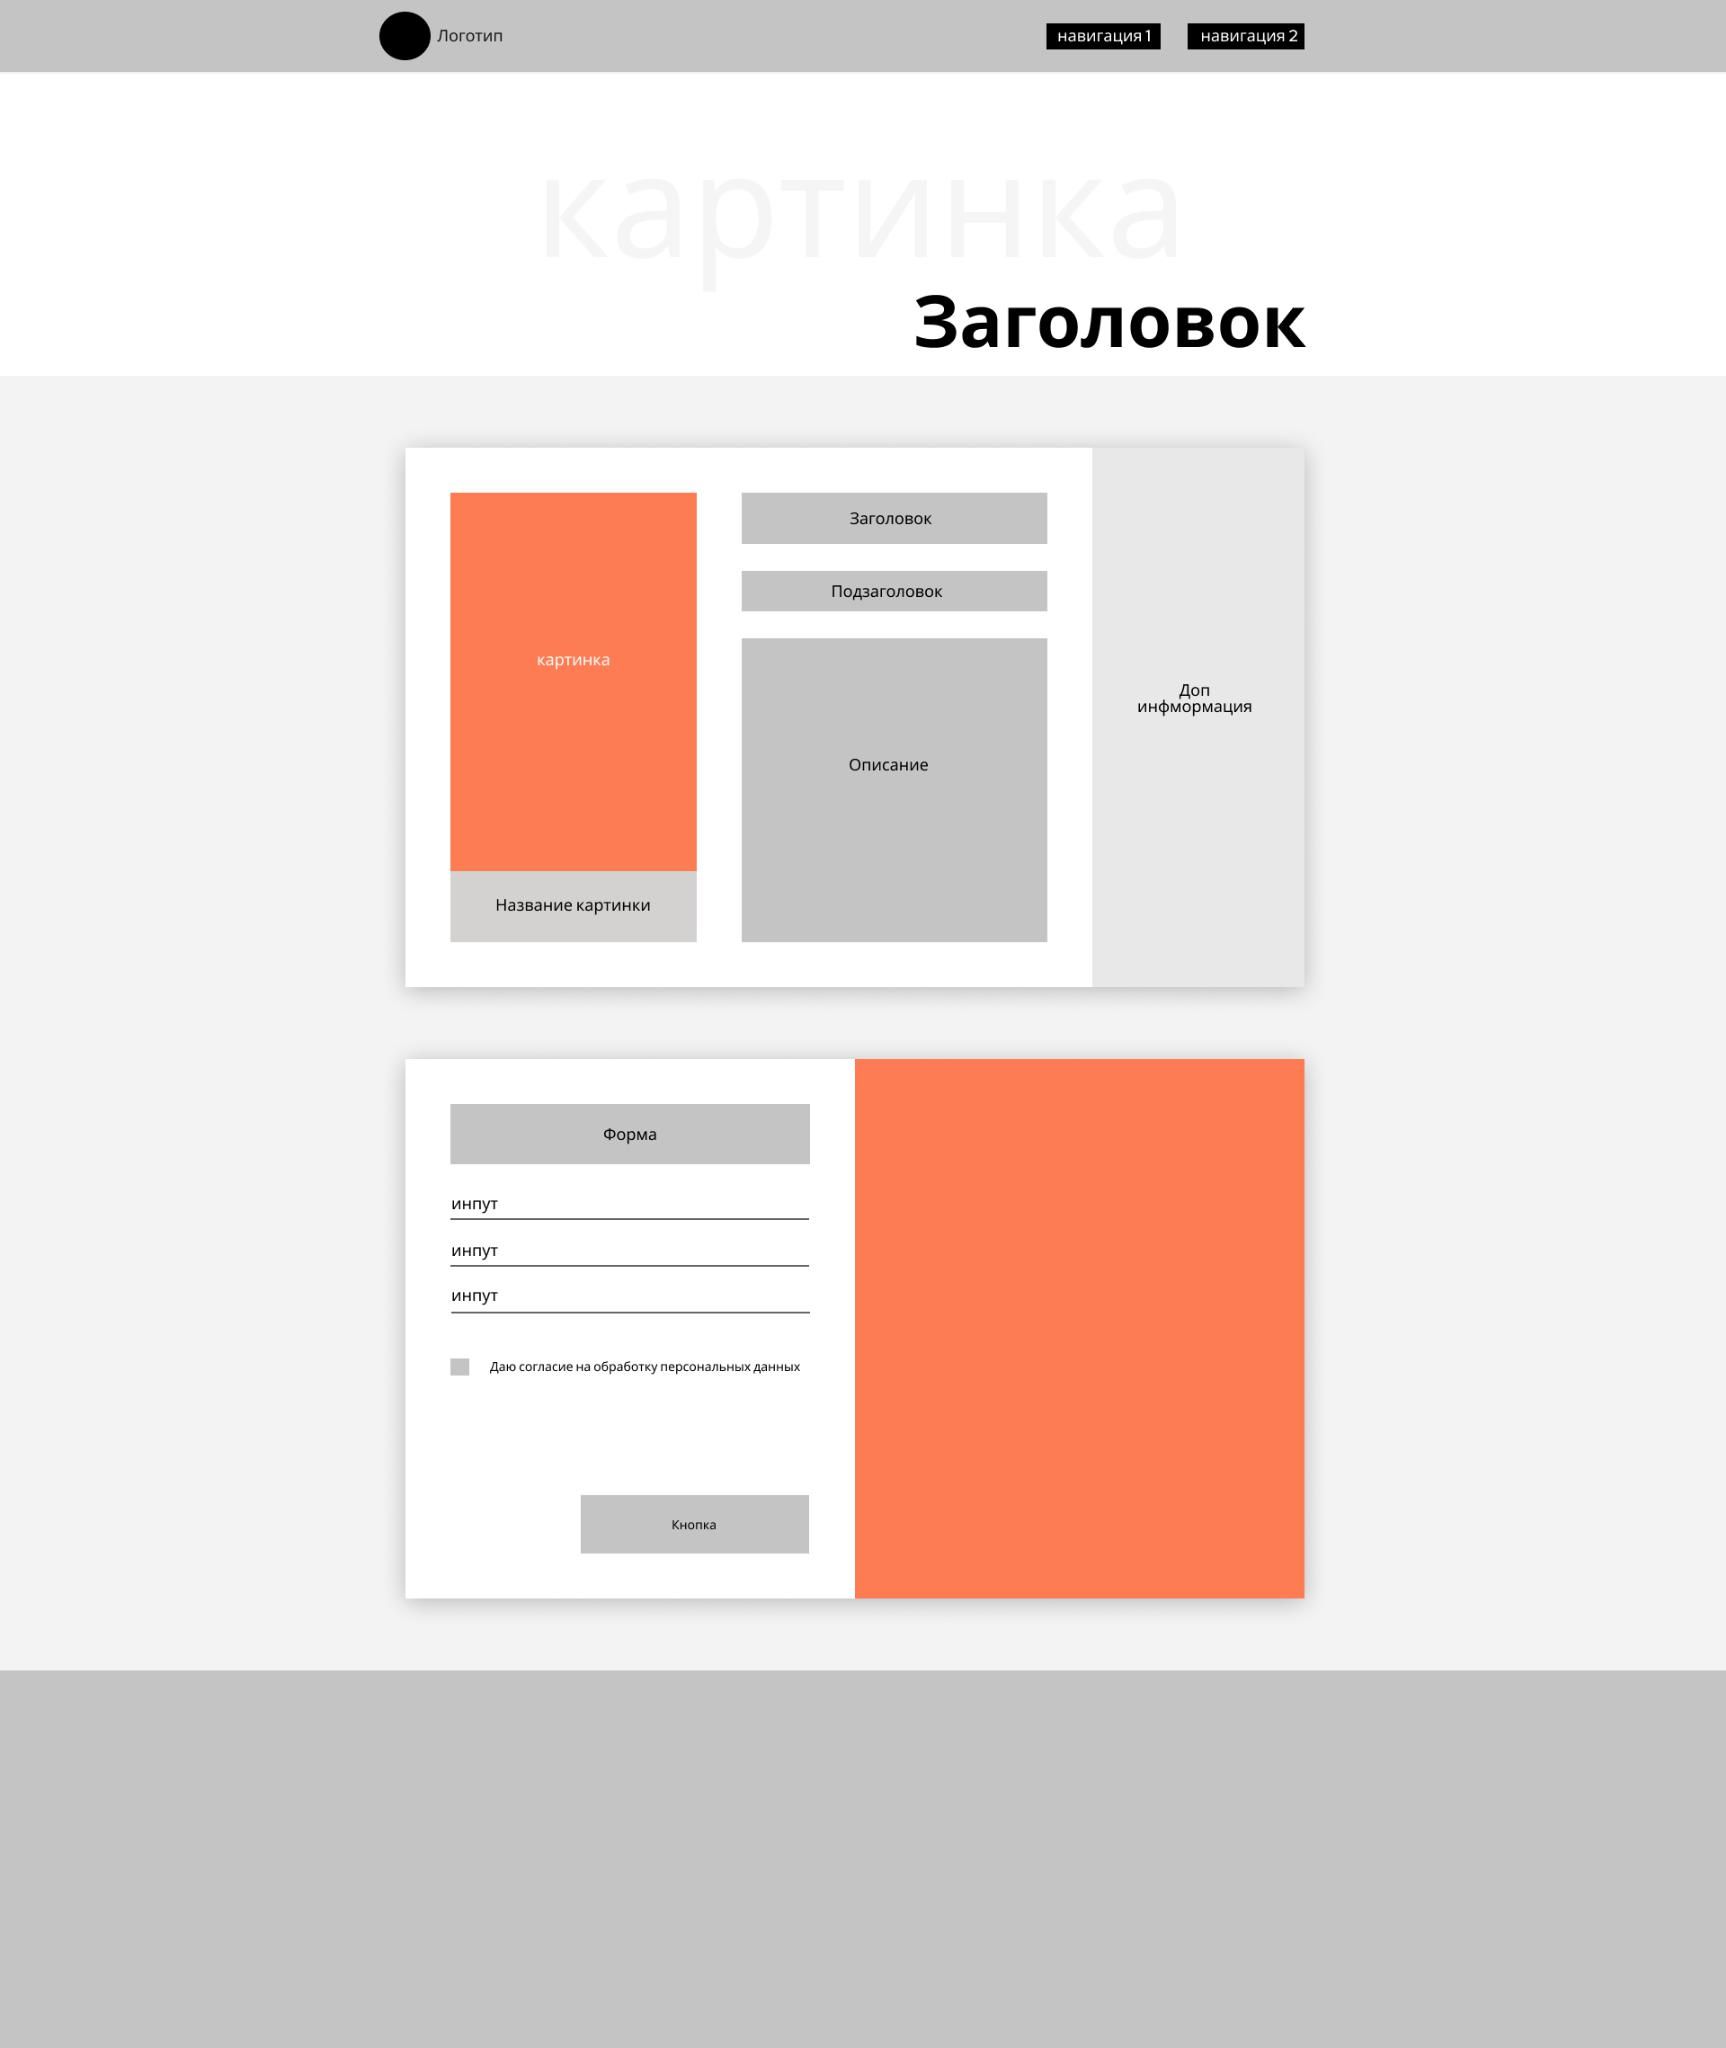 Логотип
навигация 1
навигация 2
картинка
Заголовок
картинка
Название картинки
Заголовок
Подзаголовок
Описание
Доп
инфмормация
Форма
инпут
инпут
инпут
Даю согласие на обработку персональных данных
Кнопка